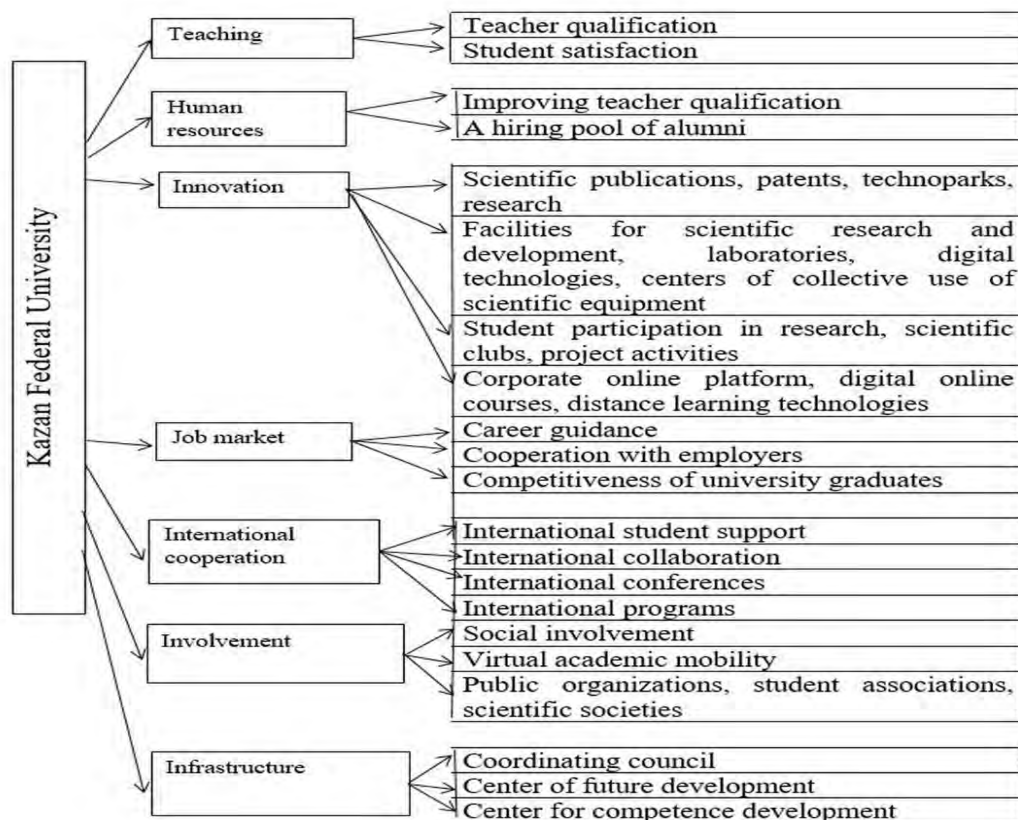 Kazan Federal University
Teaching
Teacher qualification
Student satisfaction
Human
resources
Improving teacher qualification
A hiring pool of alumni
Innovation
Scientific publications, patents, technoparks,
research
Facilities for scientific research and
development, laboratories, digital
technologies, centers of collective use of
scientific equipment
Student participation in research, scientific
clubs, project activities
Corporate online platform, digital online
courses, distance learning technologies
Job market
Career guidance
Cooperation with employers
Competitiveness of university graduates
International
cooperation
International student support
International collaboration
International conferences
International programs
Involvement
Social involvement
Virtual academic mobility
Public organizations, student associations,
scientific societies
Infrastructure
Coordinating council
Center of future development
Center for competence development